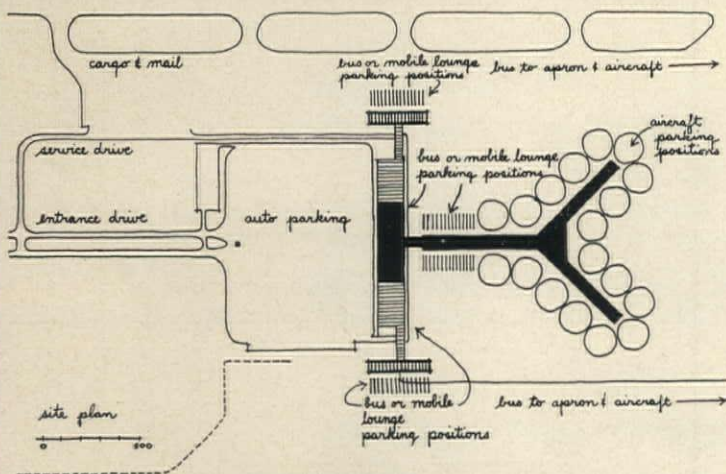 cargo & mail
bus or mobile lounge
parking positions
bus to apron & aircraft
aircraft
parking
positions
service drive
bus or mobile lounge
parking positions
entrance drive
auto parking
site plan
0 500
bus or mobile
lounge
parking positions
bus to apron & aircraft